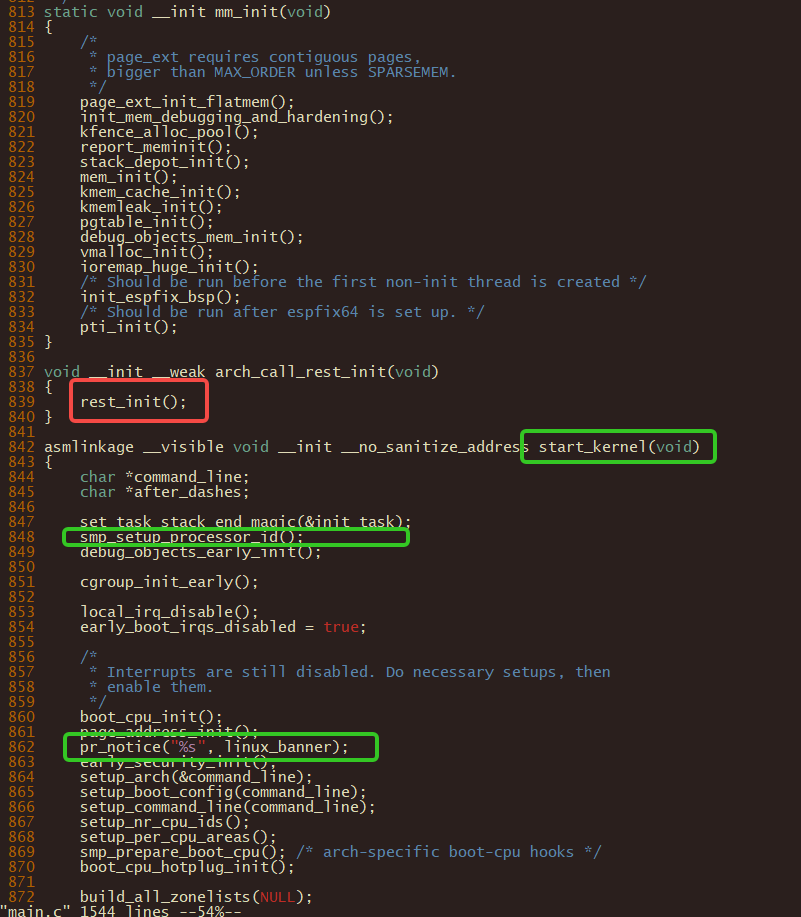 813 static void __init mm_init(void)
814 {
815     /*
816      * page_ext requires contiguous pages,
817      * bigger than MAX_ORDER unless SPARSEMEM.
818      */
819     page_ext_init_flatmem();
820     init_mem_debugging_and_hardening();
821     kfence_alloc_pool();
822     report_meminit();
823     stack_depot_init();
824     mem_init();
825     kmem_cache_init();
826     kmemleak_init();
827     pgtable_init();
828     debug_objects_mem_init();
829     vmalloc_init();
830     ioremap_huge_init();
831     /* Should be run before the first non-init thread is created */
832     init_espfix_bsp();
833     /* Should be run after espfix64 is set up. */
834     pti_init();
835 }
836
837 void __init __weak arch_call_rest_init(void)
838 {
839     rest_init();
840 }
841
842 asmlinkage __visible void __init __no_sanitize_address start_kernel(void)
843 {
844     char *command_line;
845     char *after_dashes;
846
847     set_task_stack_end_magic(&init_task);
848     smp_setup_processor_id();
849     debug_objects_early_init();
850
851     cgroup_init_early();
852
853     local_irq_disable();
854     early_boot_irqs_disabled = true;
855
856     /*
857      * Interrupts are still disabled. Do necessary setups, then
858      * enable them.
859      */
860     boot_cpu_init();
861     page_address_init();
862     pr_notice("%s", linux_banner);
863     early_security_init();
864     setup_arch(&command_line);
865     setup_boot_config(command_line);
866     setup_command_line(command_line);
867     setup_nr_cpu_ids();
868     setup_per_cpu_areas();
869     smp_prepare_boot_cpu(); /* arch-specific boot-cpu hooks */
870     boot_cpu_hotplug_init();
871
872     build_all_zonelists(NULL);
"main.c" 1544 lines --54%--